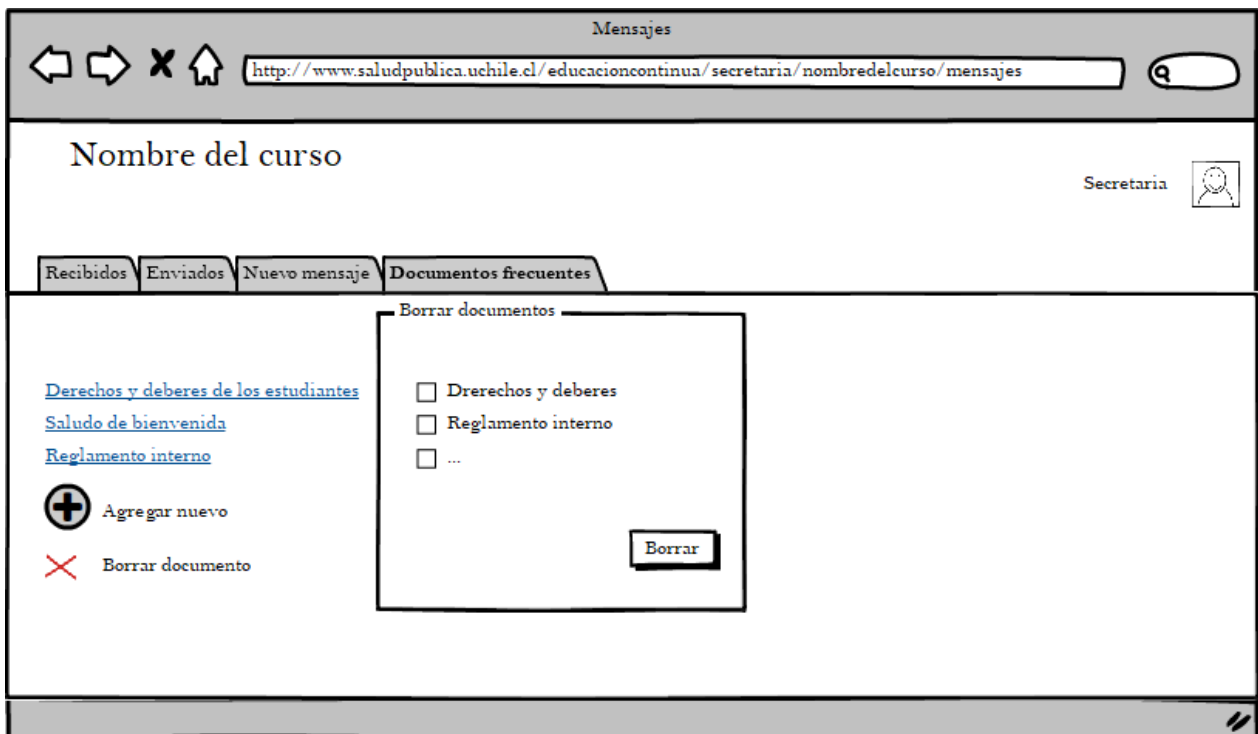 Mensajes
http://www.saludpublica.uchile.cl/educacioncontinua/secretaria/nombredelcurso/mensajes
Nombre del curso
Secretaria
Recibidos Enviados Nuevo mensaje Documentos frecuentes
Borrar documentos
Derechos y deberes de los estudiantes
Saludo de bienvenida
Reglamento interno
Agregar nuevo
Borrar documento
Drerechos y deberes
Reglamento interno
...
Borrar